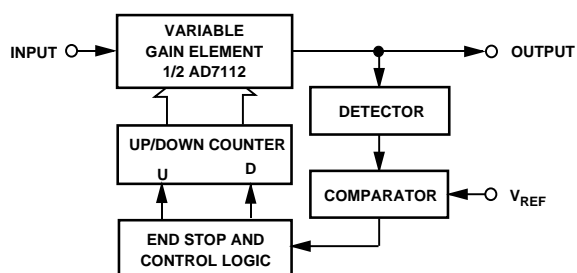 VARIABLE
GAIN ELEMENT
1/2 AD7112
INPUT
OUTPUT
DETECTOR
UP/DOWN COUNTER
U D
COMPARATOR
VREF
END STOP AND
CONTROL LOGIC